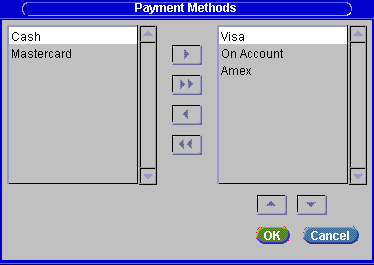 Payment Methods
Cash
Mastercard
Visa
On Account
Amex
OK
Cancel